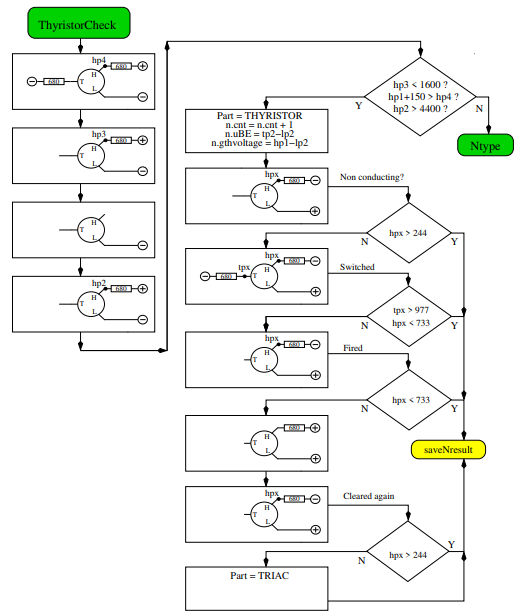 ThyristorCheck
hp4
680
H
T
L
hp3
680
H
T
L
H
T
L
hp2
680
H
T
L
hp3 < 1600 ?
hp1+150 > hp4 ?
hp2 > 4400 ?
Y
N
Ntype
Part = THYRISTOR
n.cnt = n.cnt + 1
n.uBE = tp2−lp2
n.gthvoltage = hp1−lp2
hpx
680
H
T
L
Non conducting?
hpx > 244
N
Y
hpx
680
tpx
680
H
T
L
Switched
tpx > 977
hpx < 733
N
Y
hpx
680
H
T
L
Fired
hpx < 733
N
Y
680
H
T
L
saveNresult
hpx
680
H
T
L
Cleared again
hpx > 244
N
Y
Part = TRIAC